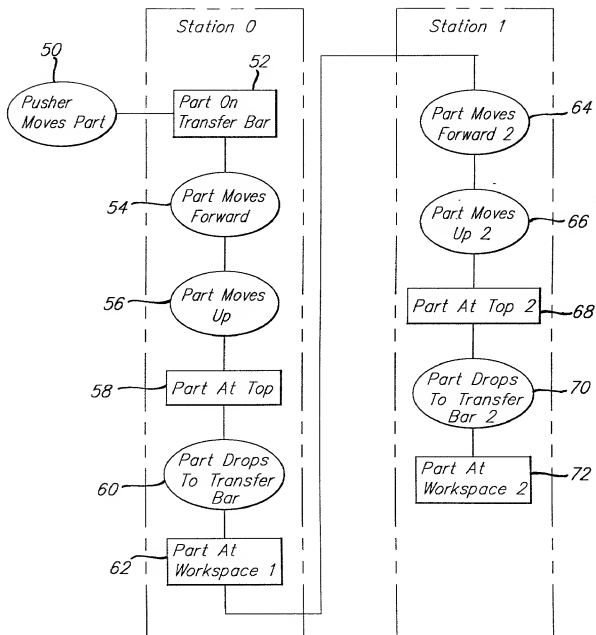 Station 0
50
Pusher
Moves Part
52
Part On
Transfer Bar
54
Part Moves
Forward
56
Part Moves
Up
58
Part At Top
60
Part Drops
To Transfer
Bar
62
Part At
Workspace 1
Station 1
64
Part Moves
Forward 2
66
Part Moves
Up 2
68
Part At Top 2
70
Part Drops
To Transfer
Bar 2
72
Part At
Workspace 2